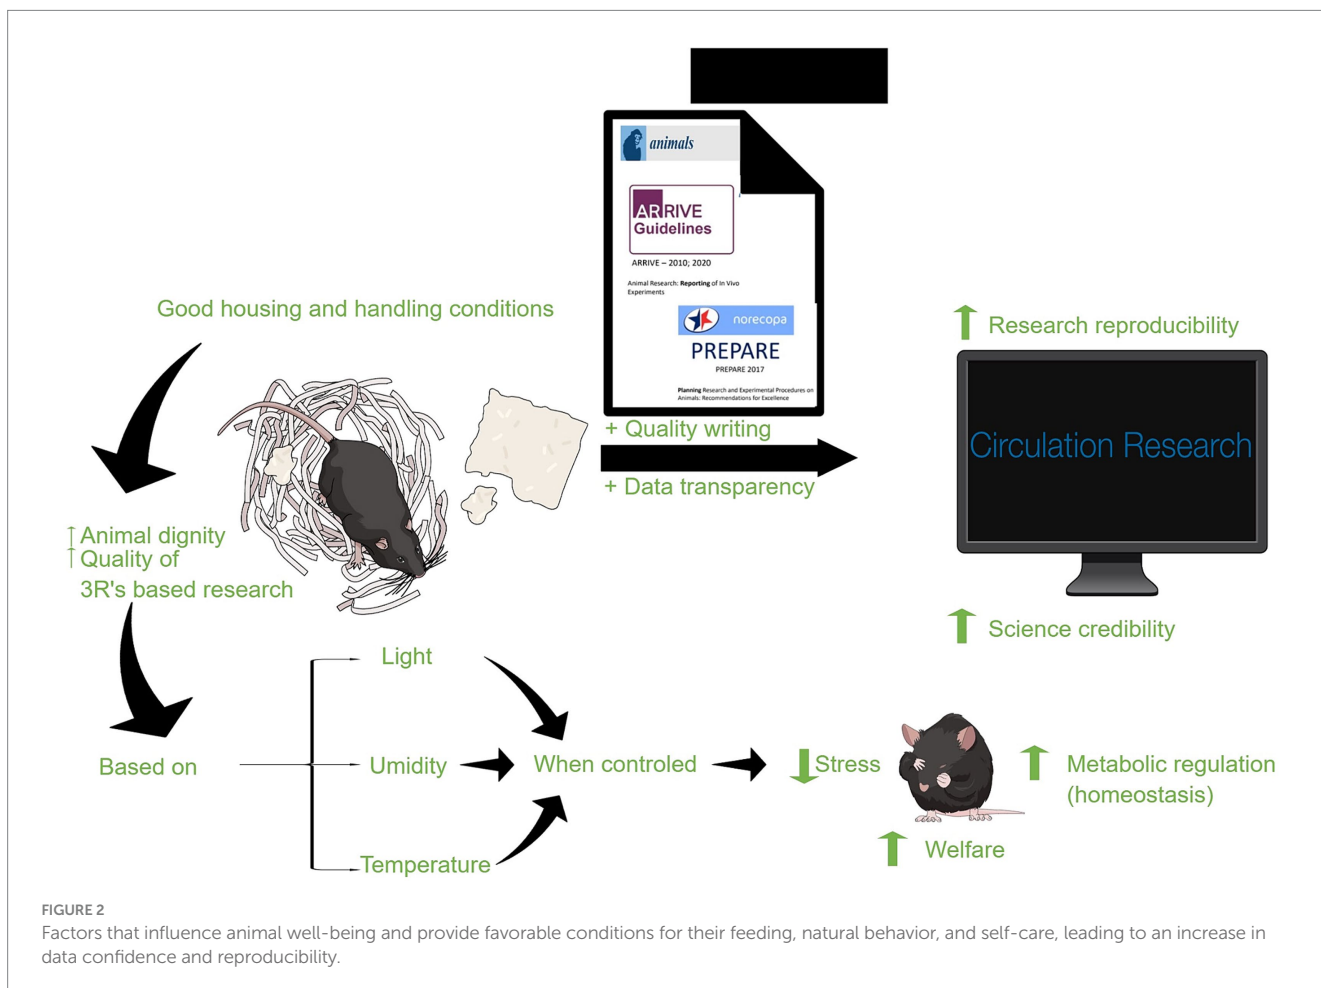 animals
ARRIVE
Guidelines
ARRIVE – 2010; 2020
Animal Research: Reporting of In Vivo
Experiments
norecopa
PREPARE
PREPARE 2017
Planning Research and Experimental Procedures on
Animals: Recommendations for Excellence
Good housing and handling conditions
+ Quality writing
+ Data transparency
Research reproducibility
Circulation Research
Science credibility
Animal dignity
Quality of
3R's based research
Based on
Light
Umidity
Temperature
When controled
Stress
Metabolic regulation
(homeostasis)
Welfare
FIGURE 2
Factors that influence animal well-being and provide favorable conditions for their feeding, natural behavior, and self-care, leading to an increase in
data confidence and reproducibility.